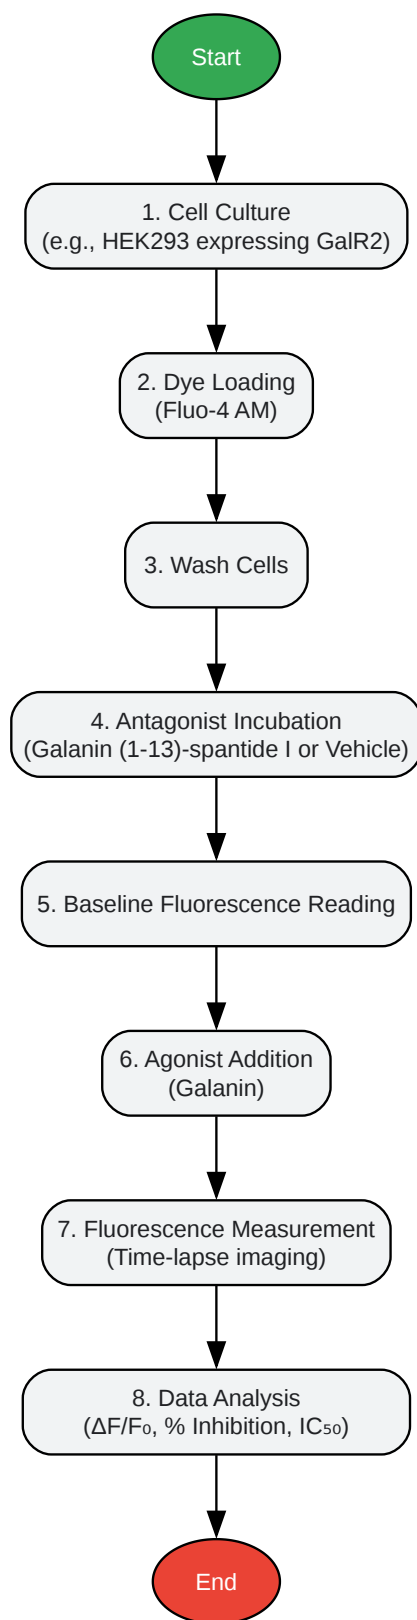 Start
1. Cell Culture
(e.g., HEK293 expressing GalR2)
2. Dye Loading
(Fluo-4 AM)
3. Wash Cells
4. Antagonist Incubation
(Galanin (1-13)-spantide I or Vehicle)
5. Baseline Fluorescence Reading
6. Agonist Addition
(Galanin)
7. Fluorescence Measurement
(Time-lapse imaging)
8. Data Analysis
(ΔF/F₀, % Inhibition, IC₅₀)
End